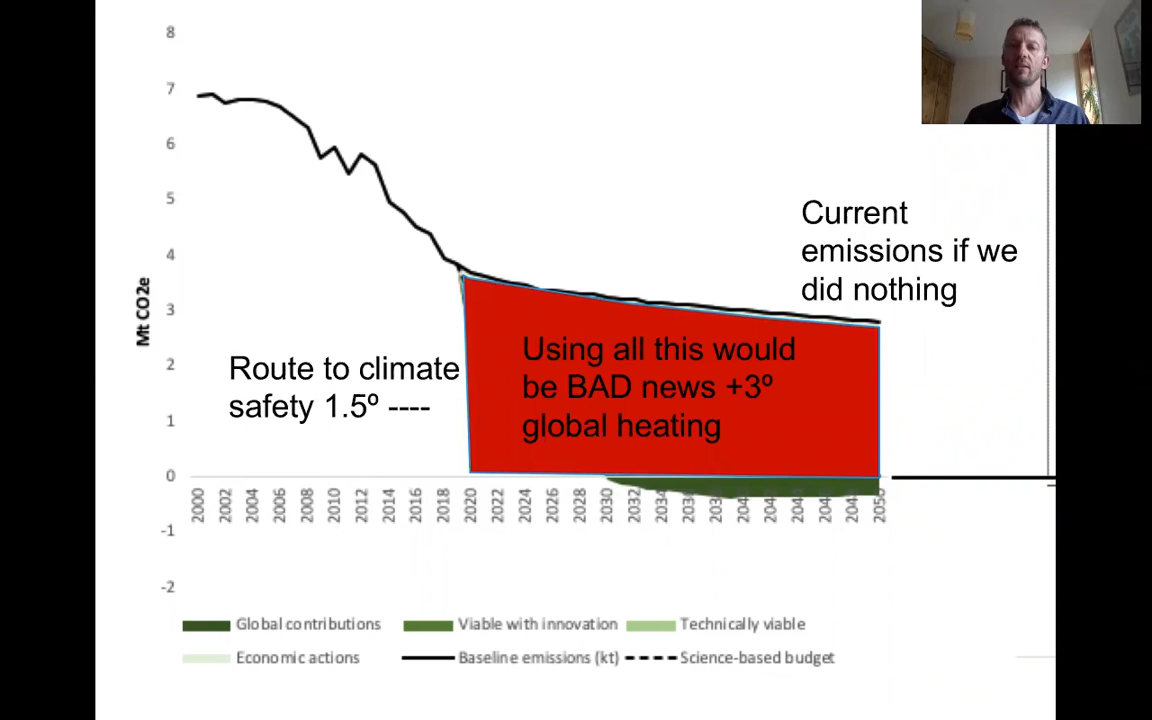 8
7
6
5
4
3
2
1
0
-1
-2
Mt CO2e
Current
emissions if we
did nothing
Using all this would
be BAD news +3º
global heating
Route to climate
safety 1.5º ----
2000 2002 2004 2006 2008 2010 2012 2014 2016 2018 2020 2022 2024 2026 2028 2030 2032 2034 2036
Global contributions Viable with innovation Technically viable
Economic actions Baseline emissions (kt) Science-based budget